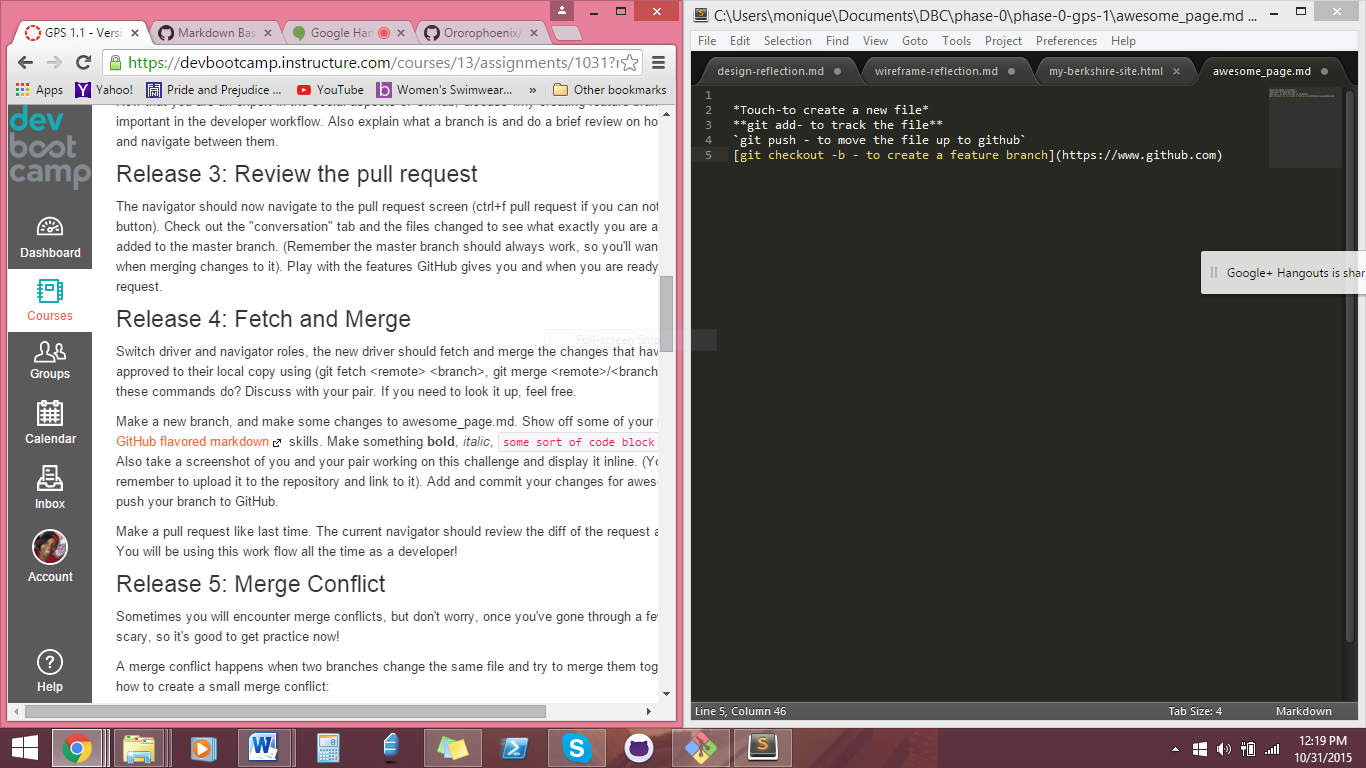 GPS 1.1 - Versi
Markdown Bas
Google Han
Ororophoenix/
https://devbootcamp.instructure.com/courses/13/assignments/1031?
Apps
Yahoo!
Pride and Prejudice ...
YouTube
Women's Swimwear...
»
Other bookmarks
dev
boot
camp
Dashboard
Courses
Groups
Calendar
Inbox
Account
Help
important in the developer workflow. Also explain what a branch is and do a brief review on ho
and navigate between them.
Release 3: Review the pull request
The navigator should now navigate to the pull request screen (ctrl+f pull request if you can not
button). Check out the "conversation" tab and the files changed to see what exactly you are a
added to the master branch. (Remember the master branch should always work, so you'll wan
when merging changes to it). Play with the features GitHub gives you and when you are ready
request.
Release 4: Fetch and Merge
Full-screen Snip
Switch driver and navigator roles, the new driver should fetch and merge the changes that hav
approved to their local copy using (git fetch <remote> <branch>, git merge <remote>/<branch
these commands do? Discuss with your pair. If you need to look it up, feel free.
Make a new branch, and make some changes to awesome_page.md. Show off some of your
GitHub flavored markdown skills. Make something bold, italic, some sort of code block
Also take a screenshot of you and your pair working on this challenge and display it inline. (Yo
remember to upload it to the repository and link to it). Add and commit your changes for awes
push your branch to GitHub.
Make a pull request like last time. The current navigator should review the diff of the request a
You will be using this work flow all the time as a developer!
Release 5: Merge Conflict
Sometimes you will encounter merge conflicts, but don't worry, once you've gone through a fe
scary, so it's good to get practice now!
A merge conflict happens when two branches change the same file and try to merge them tog
how to create a small merge conflict:
C:\Users\monique\Documents\DBC\phase-0\phase-0-gps-1\awesome_page.md ...
File Edit Selection Find View Goto Tools Project Preferences Help
design-reflection.md
wireframe-reflection.md
my-berkshire-site.html
awesome_page.md
1
2 *Touch-to create a new file*
3 **git add- to track the file**
4 `git push - to move the file up to github`
5 [git checkout -b - to create a feature branch](https://www.github.com)
Google+ Hangouts is shar
Line 5, Column 46
Tab Size: 4
Markdown
12:19 PM
10/31/2015